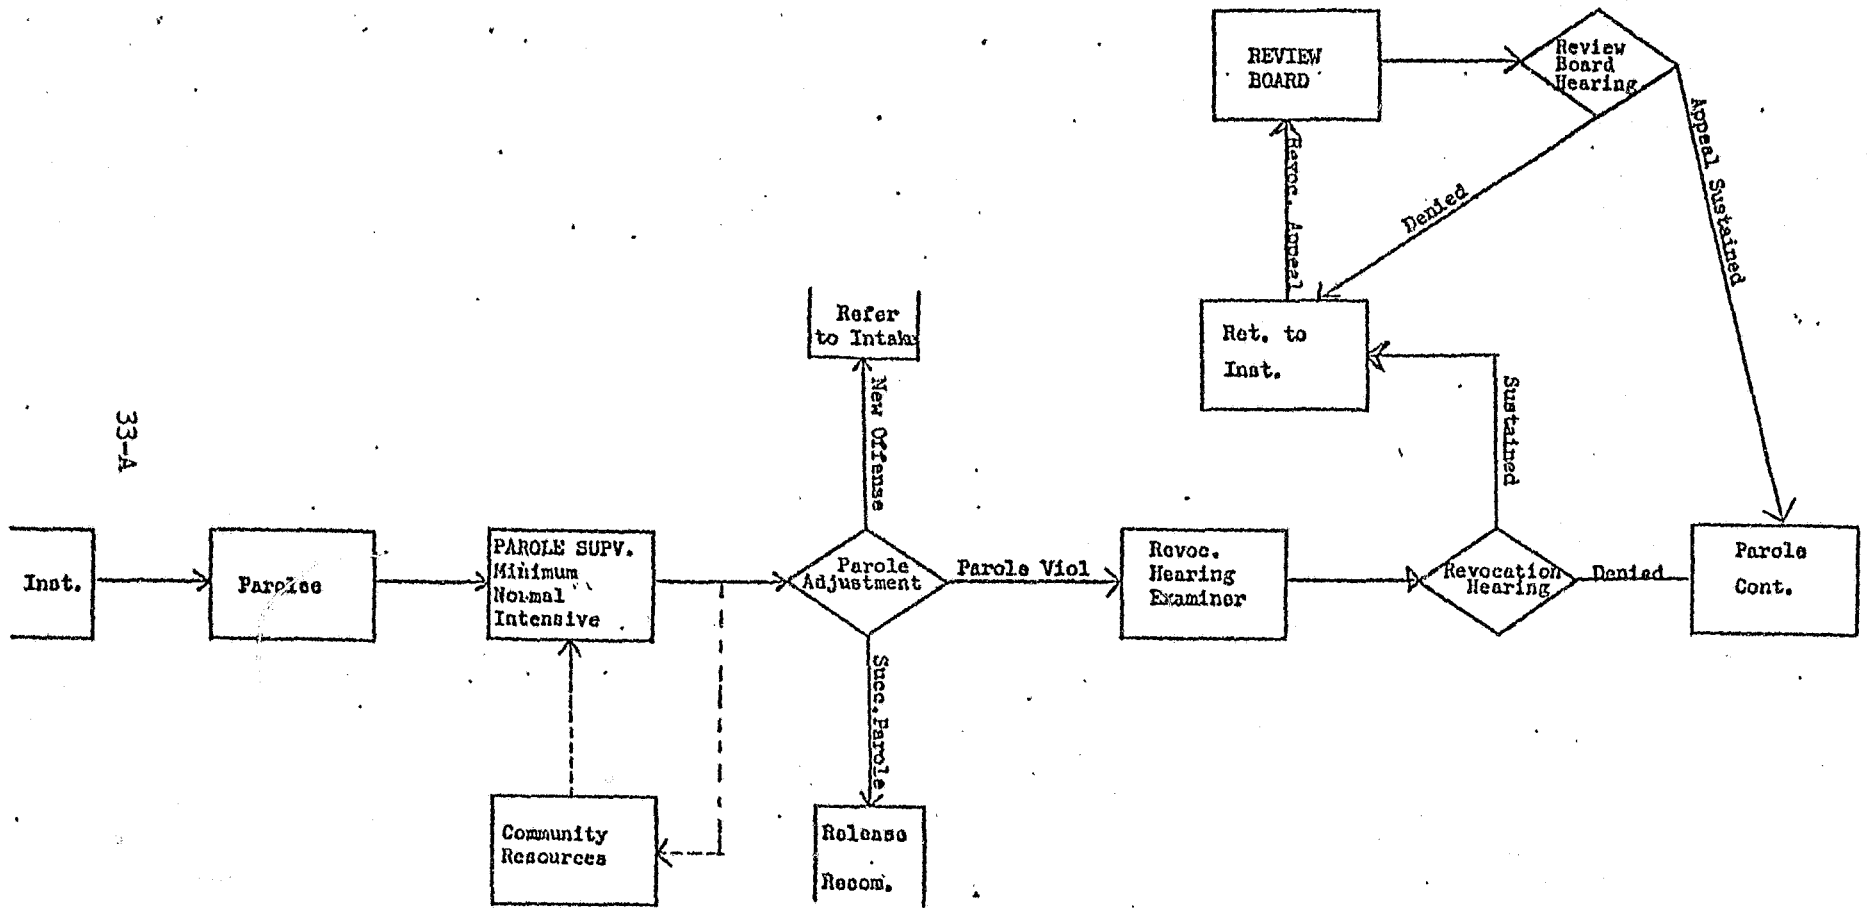 REVIEW
BOARD
Review
Board
Hearing
Appeal Sustained
Revoc. Appeal
Denied
Refer
to Intake
Ret. to
Inst.
New Offense
Sustained
33-A
Inst.
Parolee
PAROLE SUPV.
Minimum
Normal
Intensive
Parole
Adjustment
Parole Viol
Revoc.
Hearing
Examiner
Revocation
Hearing
Denied
Parole
Cont.
Succ. Parole
Community
Resources
Release
Recom.